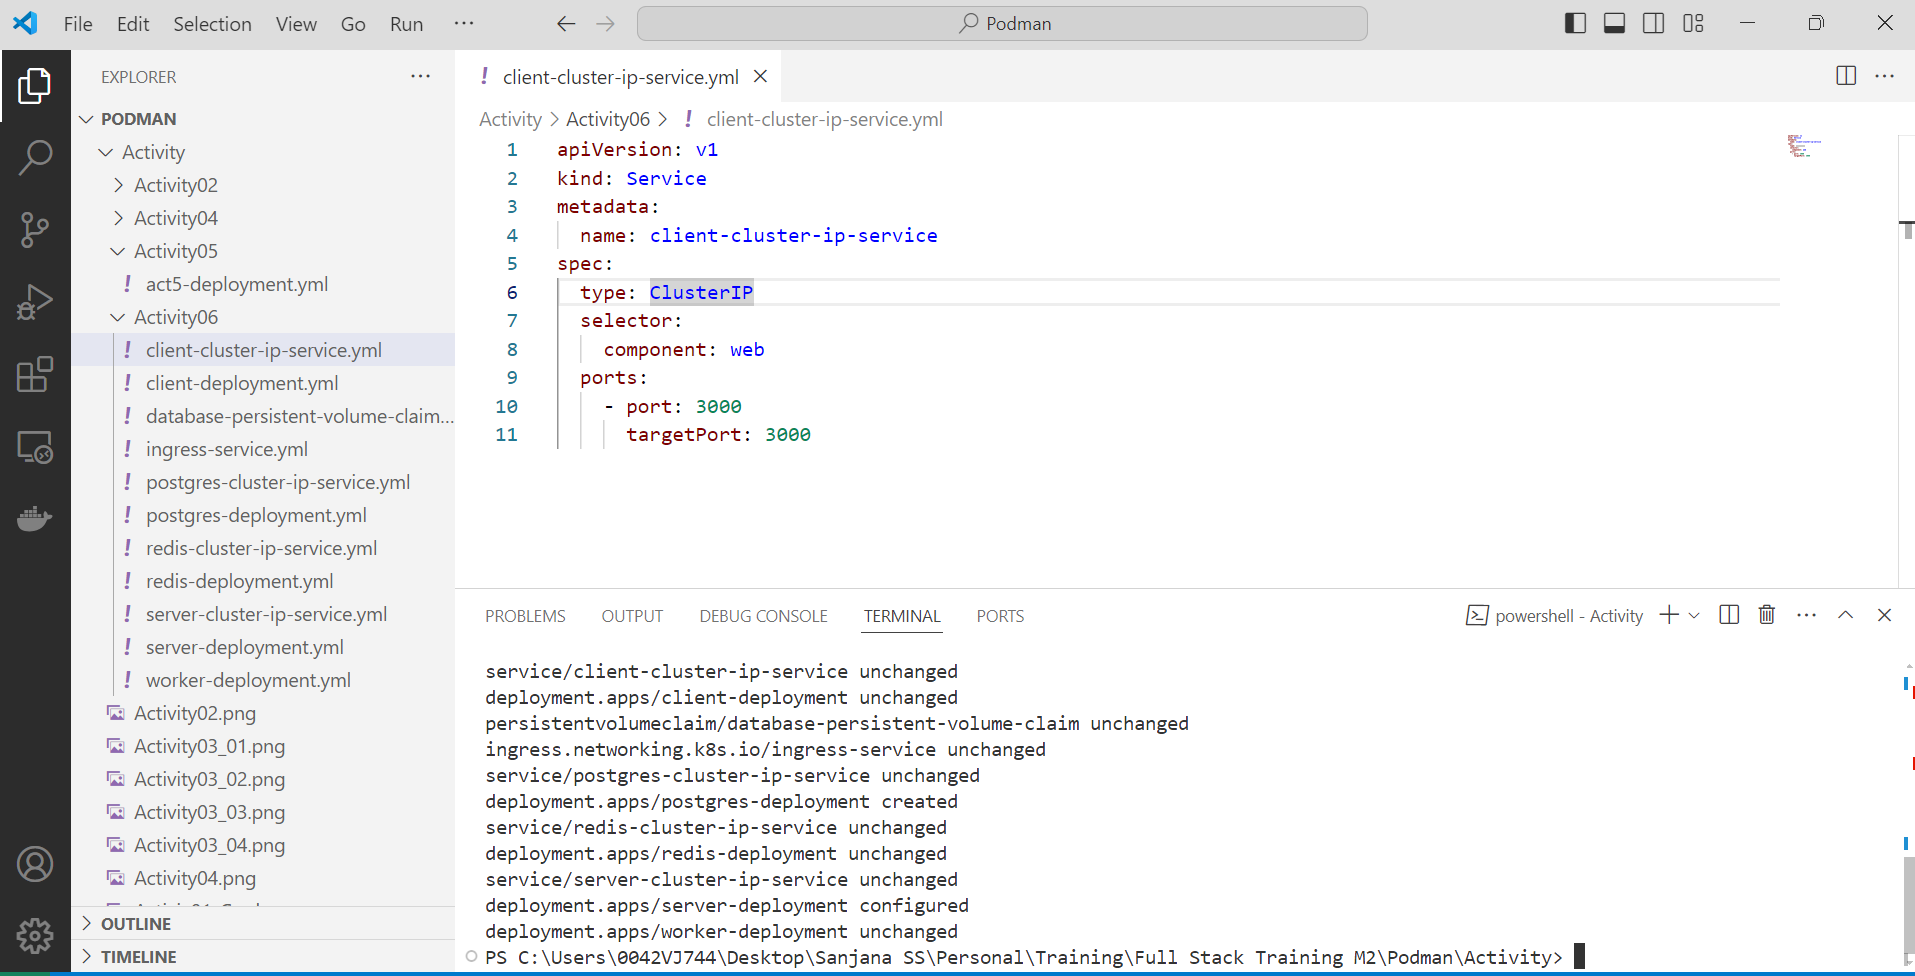 File Edit Selection View Go Run ··· Podman
EXPLORER ···
PODMAN
Activity
Activity02
Activity04
Activity05
! act5-deployment.yml
Activity06
! client-cluster-ip-service.yml
! client-deployment.yml
! database-persistent-volume-claim...
! ingress-service.yml
! postgres-cluster-ip-service.yml
! postgres-deployment.yml
! redis-cluster-ip-service.yml
! redis-deployment.yml
! server-cluster-ip-service.yml
! server-deployment.yml
! worker-deployment.yml
Activity02.png
Activity03_01.png
Activity03_02.png
Activity03_03.png
Activity03_04.png
Activity04.png
OUTLINE
TIMELINE
! client-cluster-ip-service.yml
Activity > Activity06 > ! client-cluster-ip-service.yml
1 apiVersion: v1
2 kind: Service
3 metadata:
4 name: client-cluster-ip-service
5 spec:
6 type: ClusterIP
7 selector:
8 component: web
9 ports:
10 - port: 3000
11 targetPort: 3000
PROBLEMS OUTPUT DEBUG CONSOLE TERMINAL PORTS powershell - Activity
service/client-cluster-ip-service unchanged
deployment.apps/client-deployment unchanged
persistentvolumeclaim/database-persistent-volume-claim unchanged
ingress.networking.k8s.io/ingress-service unchanged
service/postgres-cluster-ip-service unchanged
deployment.apps/postgres-deployment created
service/redis-cluster-ip-service unchanged
deployment.apps/redis-deployment unchanged
service/server-cluster-ip-service unchanged
deployment.apps/server-deployment configured
deployment.apps/worker-deployment unchanged
PS C:\Users\0042VJ744\Desktop\Sanjana SS\Personal\Training\Full Stack Training M2\Podman\Activity>